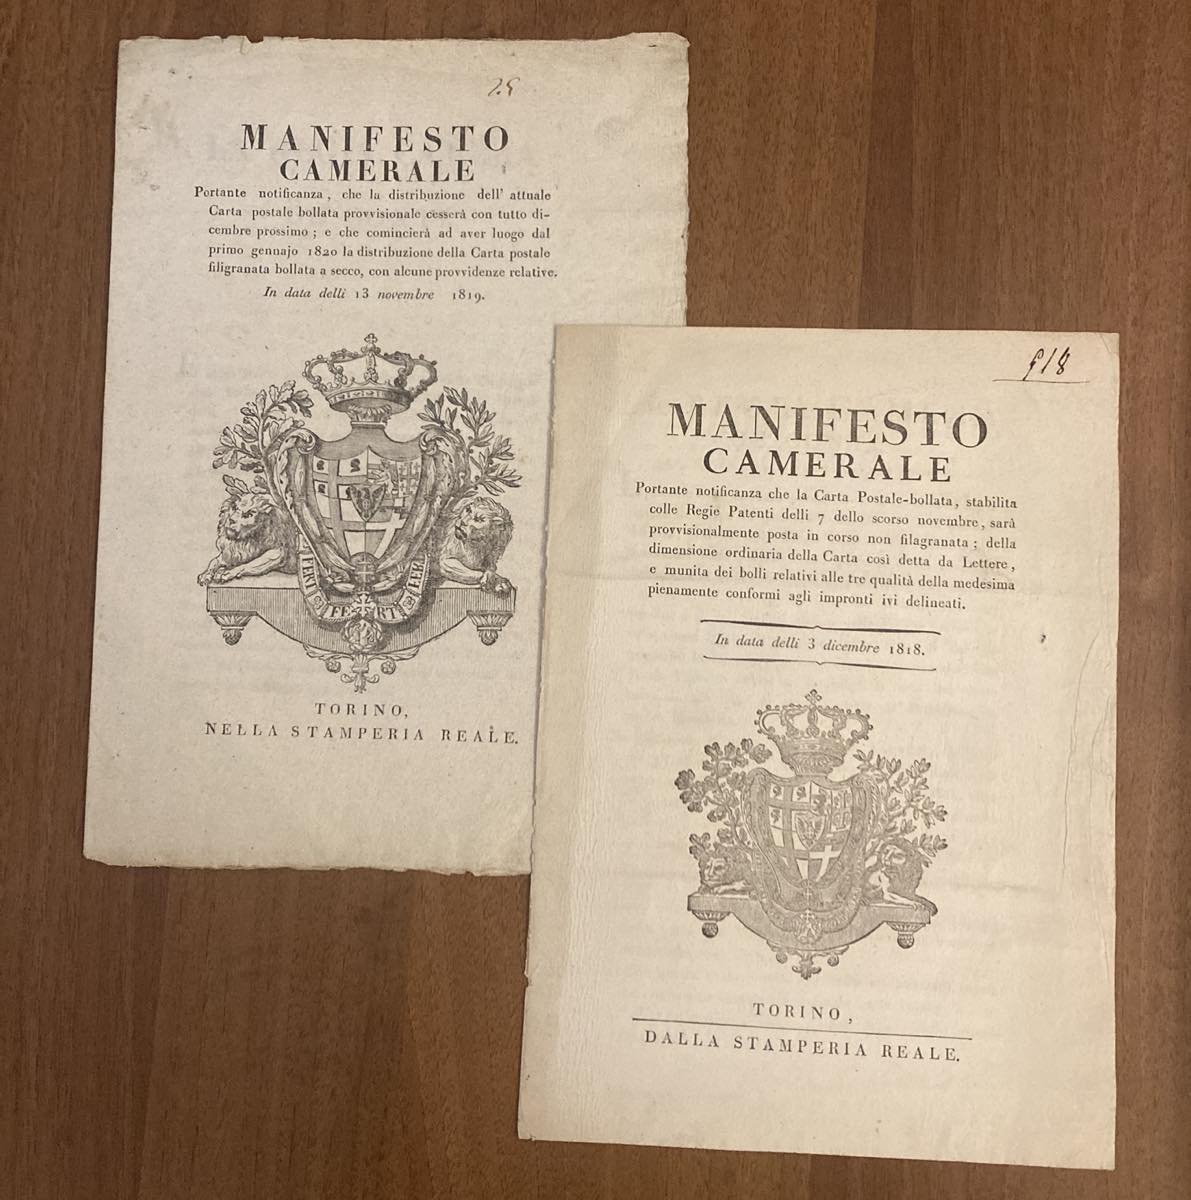 MANIFESTO
CAMERALE
Portante notificanza, che la distribuzione dell' attuale
Carta postale bollata provvisionale cesserà con tutto di-
cembre prossimo; e che comincierà ad aver luogo dal
primo gennajo 1820 la distribuzione della Carta postale
filigranata bollata a secco, con alcune provvidenze relative.
In data delli 13 novembre 1819.
FERT
FERT
FERT
TORINO,
NELLA STAMPERIA REALE.
918
MANIFESTO
CAMERALE
Portante notificanza che la Carta Postale-bollata, stabilita
colle Regie Patenti delli 7 dello scorso novembre, sarà
provvisionalmente posta in corso non filagranata; della
dimensione ordinaria della Carta così detta da Lettere,
e munita dei bolli relativi alle tre qualità della medesima
pienamente conformi agli impronti ivi delineati.
In data delli 3 dicembre 1818.
TORINO,
DALLA STAMPERIA REALE.